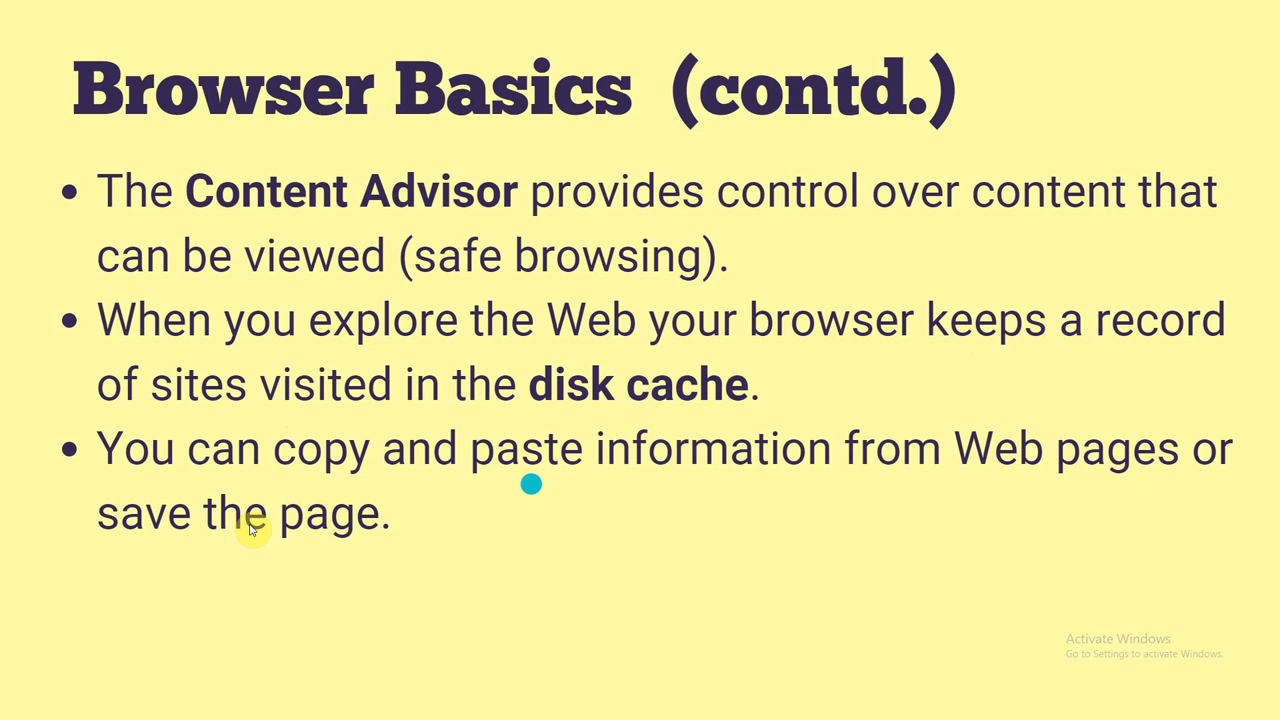 Browser Basics (contd.)
• The Content Advisor provides control over content that
can be viewed (safe browsing).
• When you explore the Web your browser keeps a record
of sites visited in the disk cache.
• You can copy and paste information from Web pages or
save the page.
Activate Windows
Go to Settings to activate Windows.